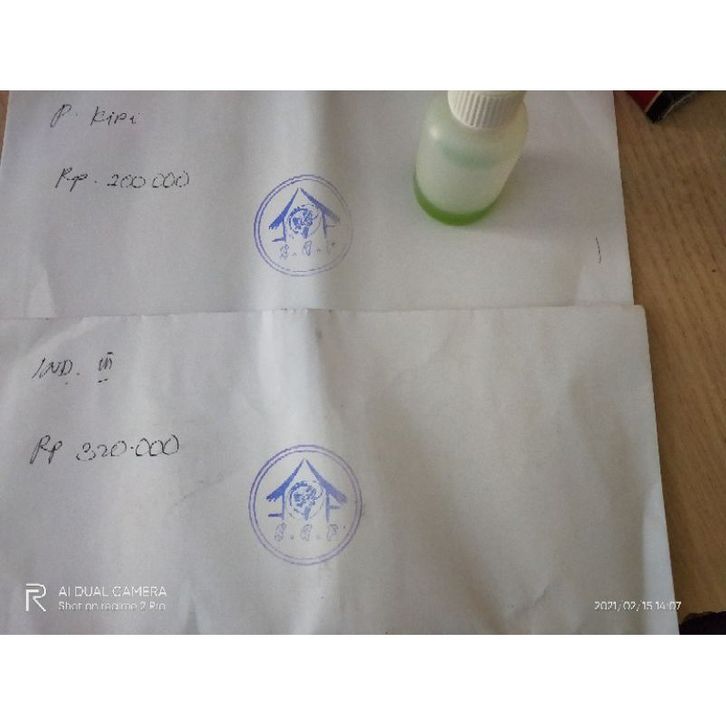 P. Kipi
Rp. 200.000
S.G.F
IND. III
Rp 320.000
S.G.F
AI DUAL CAMERA
Shot on realme 2 Pro
2021/02/15 14:07